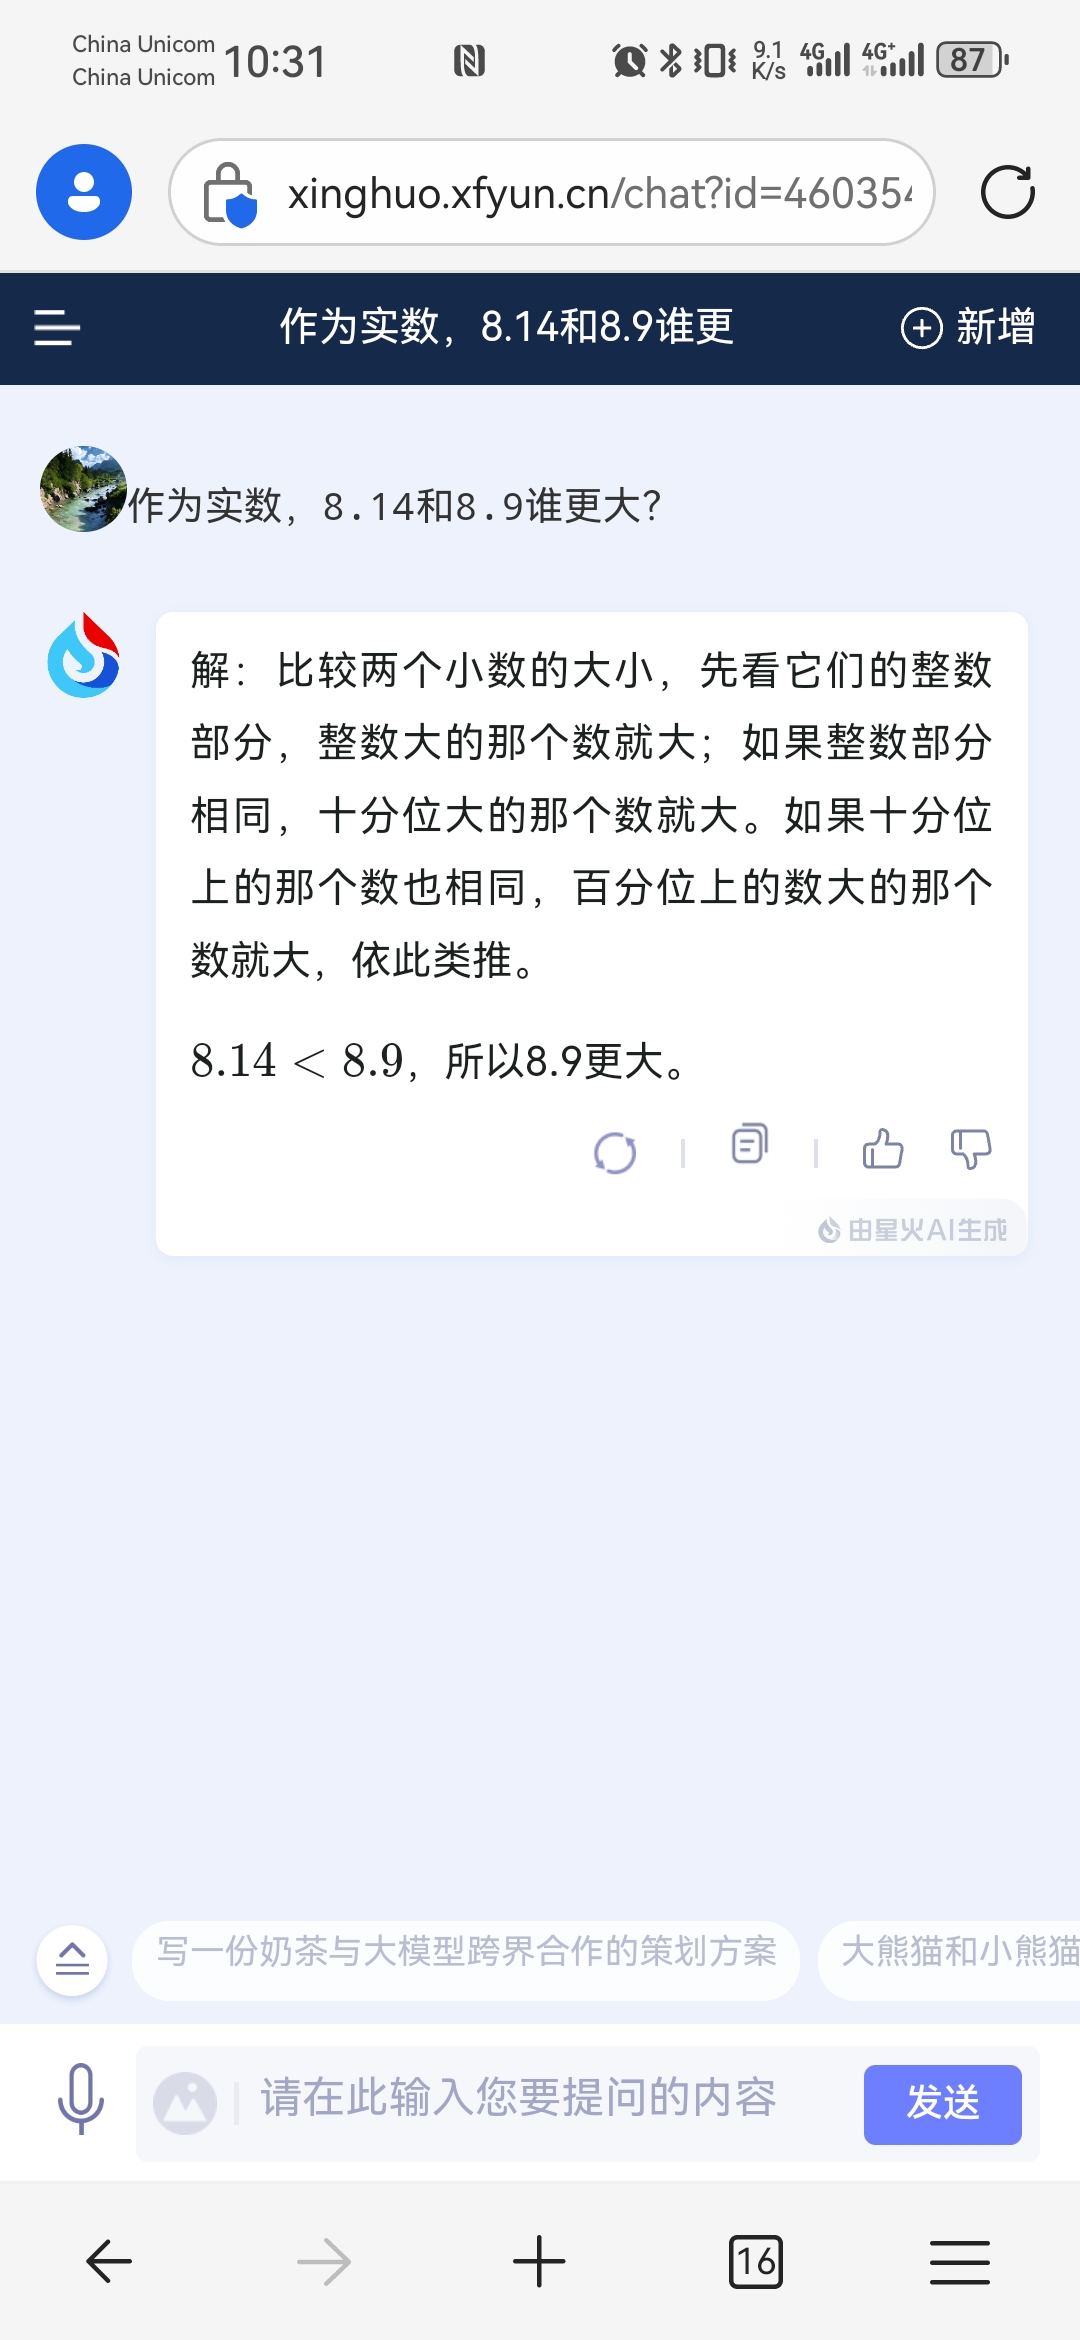 China Unicom
China Unicom
10:31
9.1
K/s
4G
4G+
87
xinghuo.xfyun.cn/chat?id=46035
作为实数，8.14和8.9谁更
新增
作为实数，8.14和8.9谁更大？
解：比较两个小数的大小，先看它们的整数
部分，整数大的那个数就大；如果整数部分
相同，十分位大的那个数就大。如果十分位
上的那个数也相同，百分位上的数大的那个
数就大，依此类推。
8.14 < 8.9，所以8.9更大。
由星火AI生成
写一份奶茶与大模型跨界合作的策划方案
大熊猫和小熊猫
请在此输入您要提问的内容
发送
16